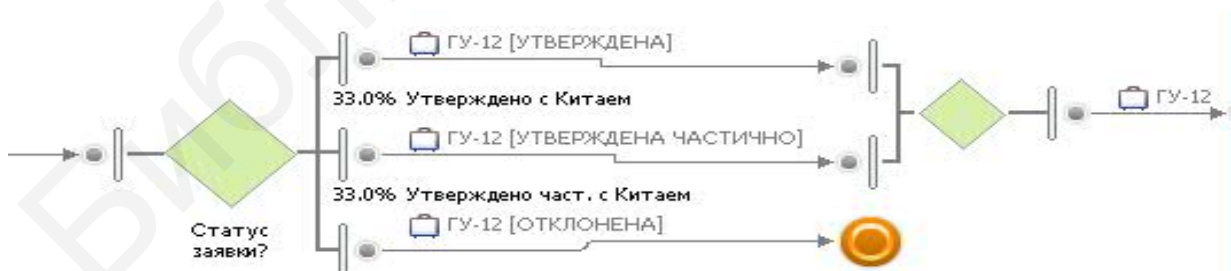 ГУ-12 [УТВЕРЖДЕНА]
33.0% Утверждено с Китаем
ГУ-12
ГУ-12 [УТВЕРЖДЕНА ЧАСТИЧНО]
33.0% Утверждено част. с Китаем
Статус
заявки?
ГУ-12 [ОТКЛОНЕНА]